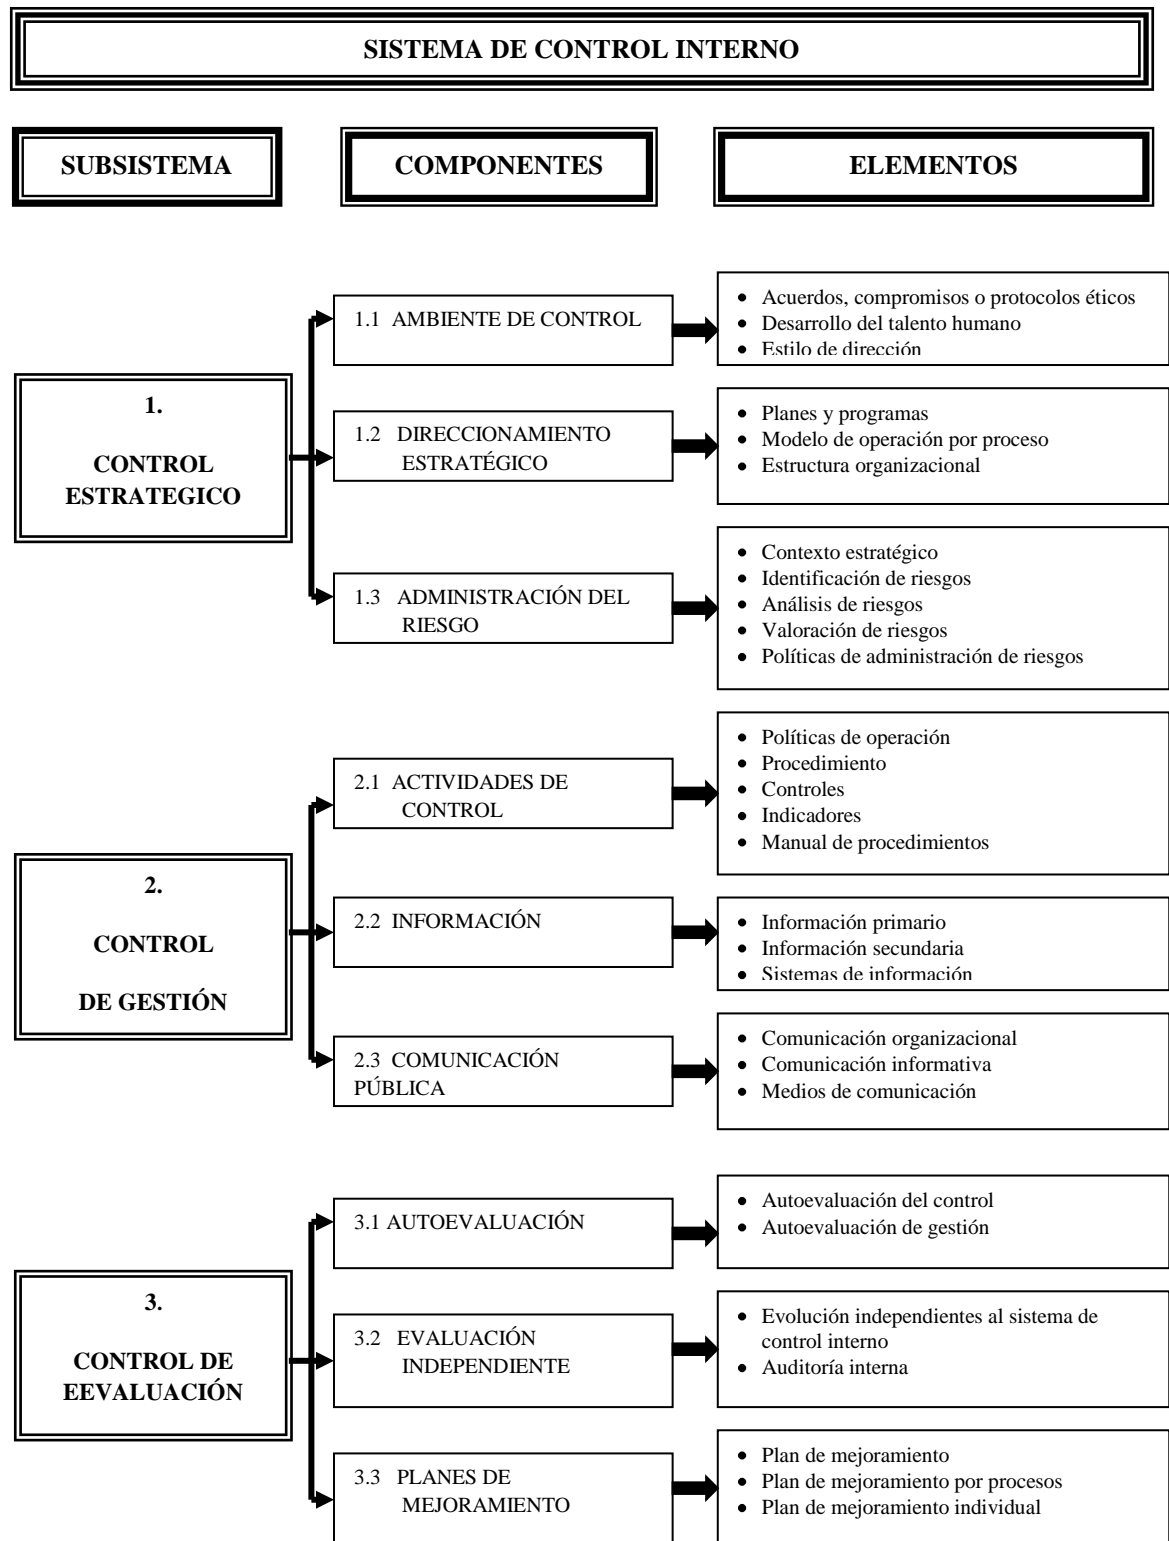 SISTEMA DE CONTROL INTERNO
SUBSISTEMA
COMPONENTES
ELEMENTOS
1.
CONTROL
ESTRATEGICO
1.1 AMBIENTE DE CONTROL
• Acuerdos, compromisos o protocolos éticos
• Desarrollo del talento humano
• Estilo de dirección
1.2 DIRECCIONAMIENTO
ESTRATÉGICO
• Planes y programas
• Modelo de operación por proceso
• Estructura organizacional
1.3 ADMINISTRACIÓN DEL
RIESGO
• Contexto estratégico
• Identificación de riesgos
• Análisis de riesgos
• Valoración de riesgos
• Políticas de administración de riesgos
2.
CONTROL
DE GESTIÓN
2.1 ACTIVIDADES DE
CONTROL
• Políticas de operación
• Procedimiento
• Controles
• Indicadores
• Manual de procedimientos
2.2 INFORMACIÓN
• Información primario
• Información secundaria
• Sistemas de información
2.3 COMUNICACIÓN
PÚBLICA
• Comunicación organizacional
• Comunicación informativa
• Medios de comunicación
3.
CONTROL DE
EEVALUACIÓN
3.1 AUTOEVALUACIÓN
• Autoevaluación del control
• Autoevaluación de gestión
3.2 EVALUACIÓN
INDEPENDIENTE
• Evolución independientes al sistema de
control interno
• Auditoría interna
3.3 PLANES DE
MEJORAMIENTO
• Plan de mejoramiento
• Plan de mejoramiento por procesos
• Plan de mejoramiento individual